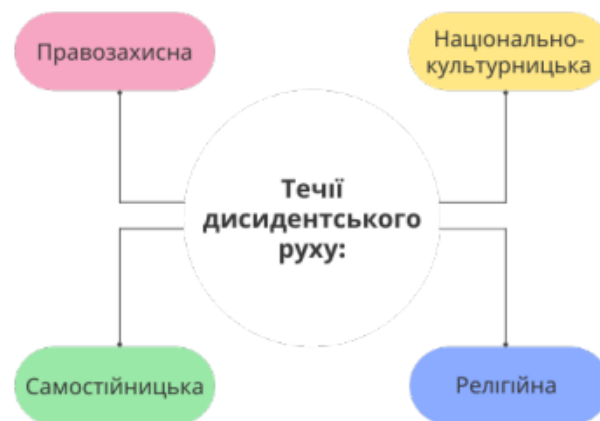 Правозахисна
Національно-
культурницька
Течії
дисидентського
руху:
Самостійницька
Релігійна